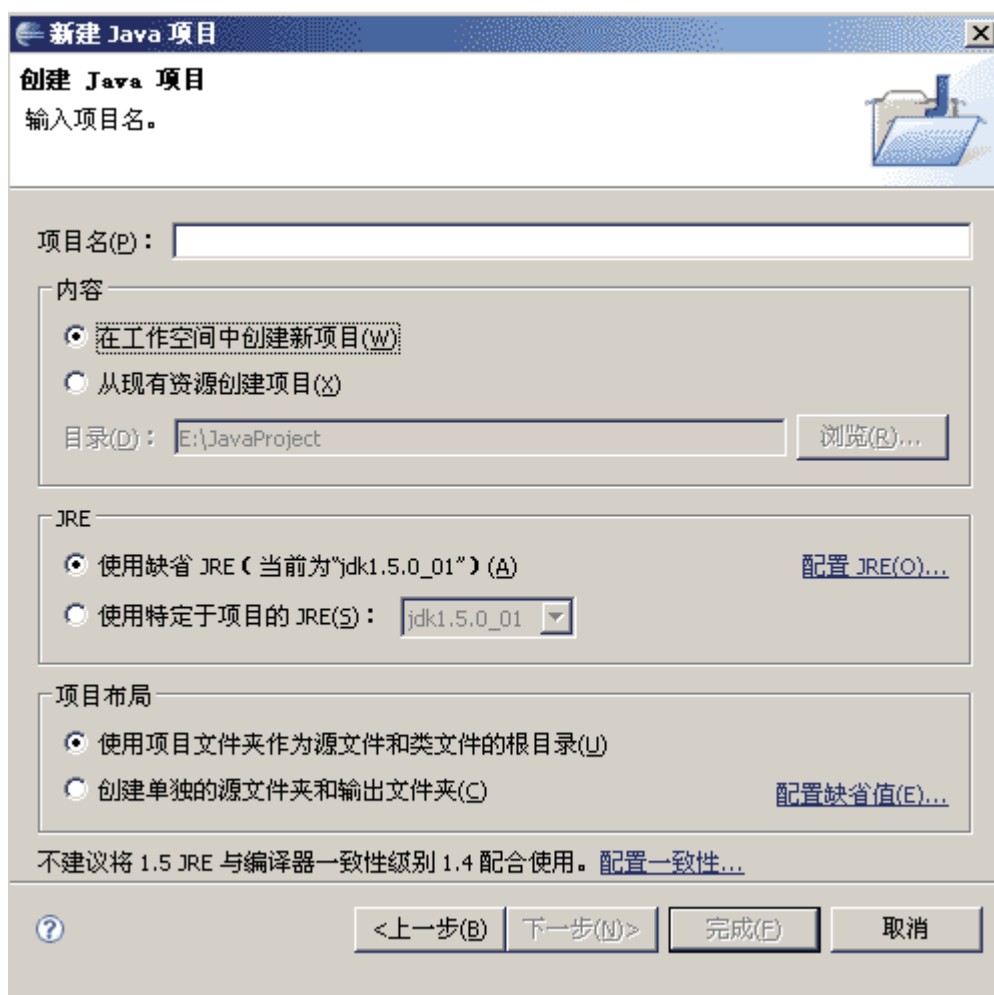 新建 Java 项目
创建 Java 项目
输入项目名。
项目名(P)：
内容
在工作空间中创建新项目(W)
从现有资源创建项目(X)
目录(D)： E:\JavaProject 浏览(R)...
JRE
使用缺省 JRE（当前为"jdk1.5.0_01"）(A) 配置 JRE(O)...
使用特定于项目的 JRE(S)： jdk1.5.0_01
项目布局
使用项目文件夹作为源文件和类文件的根目录(U)
创建单独的源文件夹和输出文件夹(C) 配置缺省值(E)...
不建议将 1.5 JRE 与编译器一致性级别 1.4 配合使用。配置一致性...
<上一步(B) 下一步(N)> 完成(F) 取消